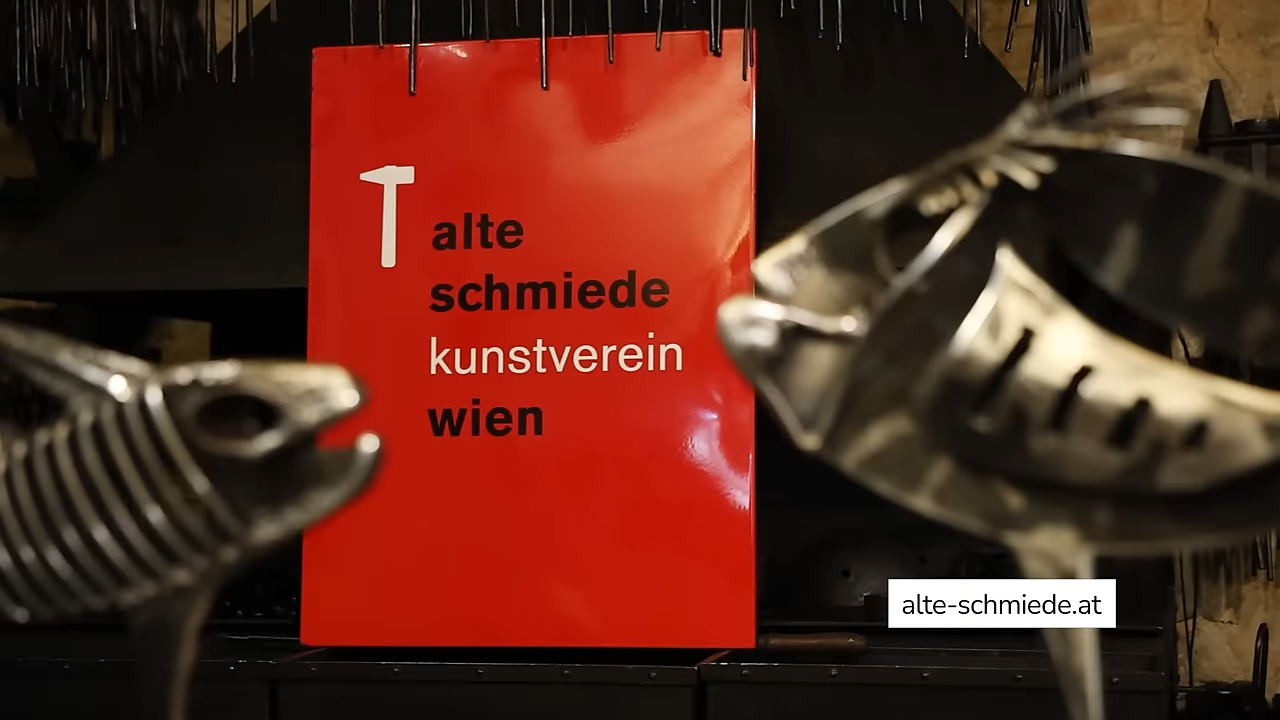 alte
schmiede
kunstverein
wien
alte-schmiede.at